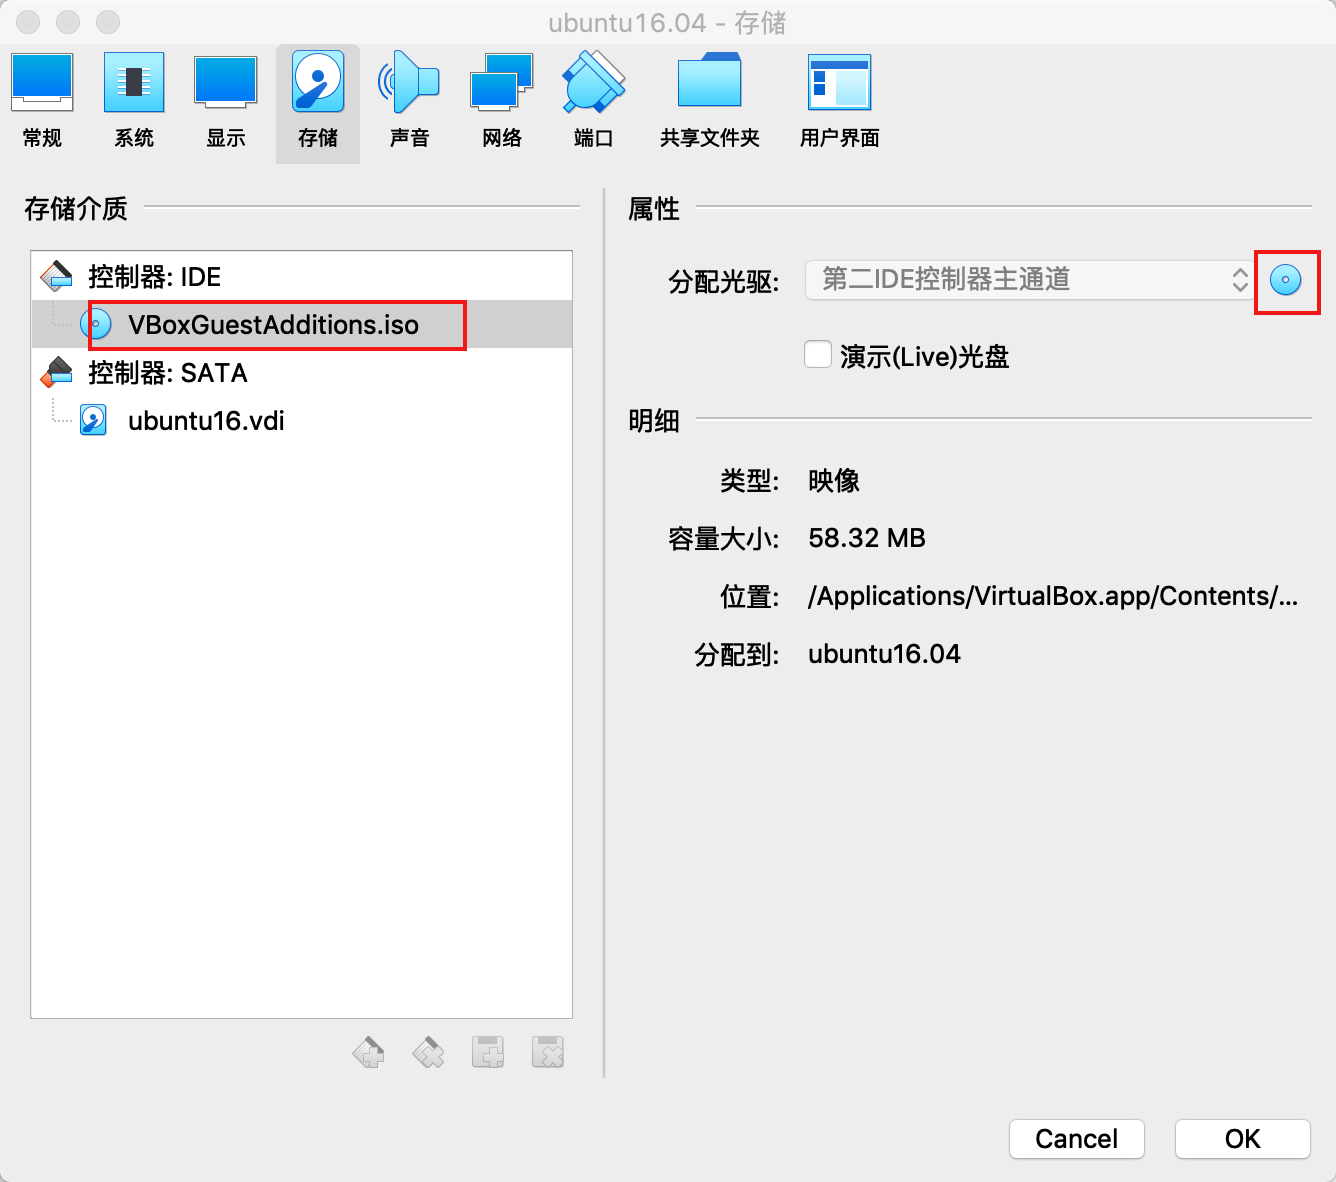 ubuntu16.04 - 存储
常规 系统 显示 存储 声音 网络 端口 共享文件夹 用户界面
存储介质
控制器: IDE
VBoxGuestAdditions.iso
控制器: SATA
ubuntu16.vdi
属性
分配光驱: 第二IDE控制器主通道
演示(Live)光盘
明细
类型: 映像
容量大小: 58.32 MB
位置: /Applications/VirtualBox.app/Contents/...
分配到: ubuntu16.04
Cancel OK